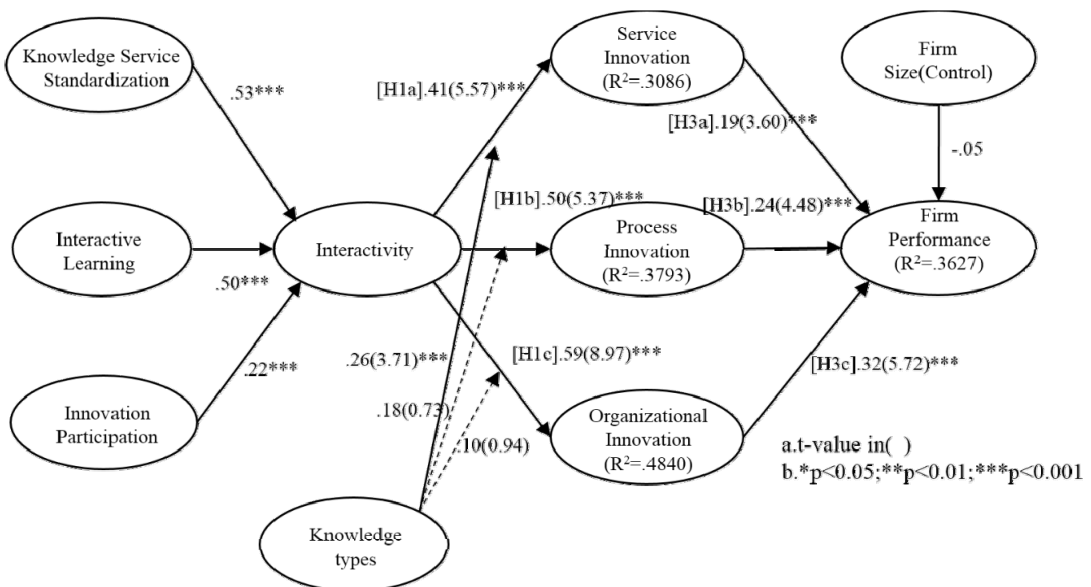 Knowledge Service
Standardization
Service
Innovation
(R²=.3086)
Firm
Size(Control)
.53***
[H1a].41(5.57)***
[H3a].19(3.60)***
-.05
[H1b].50(5.37)***
[H3b].24(4.48)***
Interactive
Learning
Interactivity
Process
Innovation
(R²=.3793)
Firm
Performance
(R²=.3627)
.50***
.22***
.26(3.71)***
[H1c].59(8.97)***
[H3c].32(5.72)***
.18(0.73)
.10(0.94)
Innovation
Participation
Organizational
Innovation
(R²=.4840)
a.t-value in( )
b.*p<0.05;**p<0.01;***p<0.001
Knowledge
types